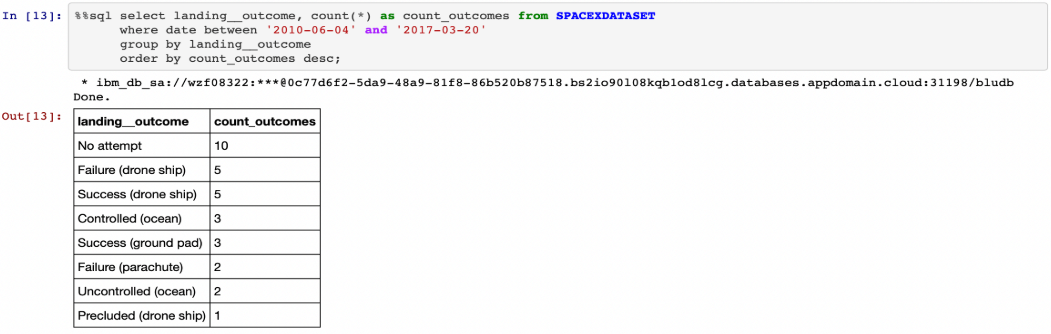 In [13]: %%sql select landing__outcome, count(*) as count_outcomes from SPACEXDATASET
where date between '2010-06-04' and '2017-03-20'
group by landing__outcome
order by count_outcomes desc;
* ibm_db_sa://wzf08322:***@0c77d6f2-5da9-48a9-81f8-86b520b87518.bs2io90l08kqb1od8lcg.databases.appdomain.cloud:31198/bludb
Done.
Out[13]:
landing__outcome count_outcomes
No attempt 10
Failure (drone ship) 5
Success (drone ship) 5
Controlled (ocean) 3
Success (ground pad) 3
Failure (parachute) 2
Uncontrolled (ocean) 2
Precluded (drone ship) 1